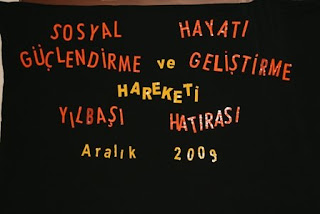 SOSYAL HAYATI
GÜÇLENDİRME ve GELİŞTİRME
HAREKETİ
YILBAŞI HATIRASI
Aralık 2009